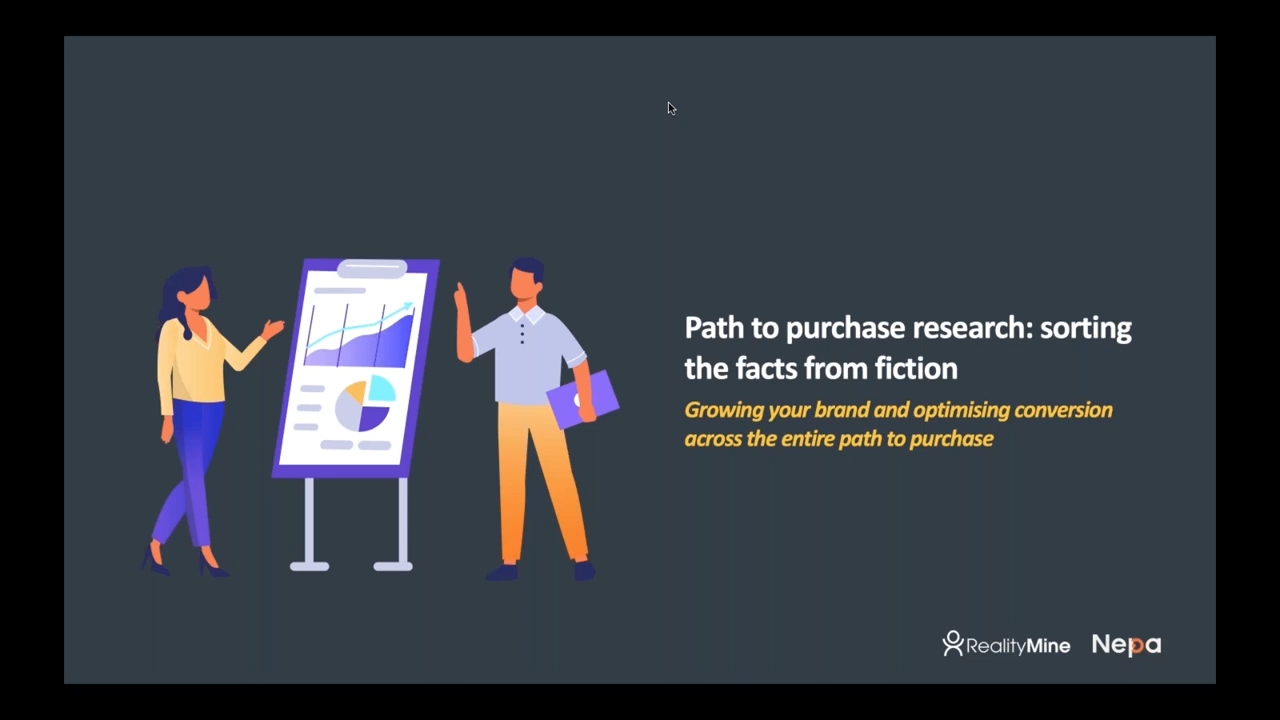 Path to purchase research: sorting
the facts from fiction
Growing your brand and optimising conversion
across the entire path to purchase
RealityMine Nepa